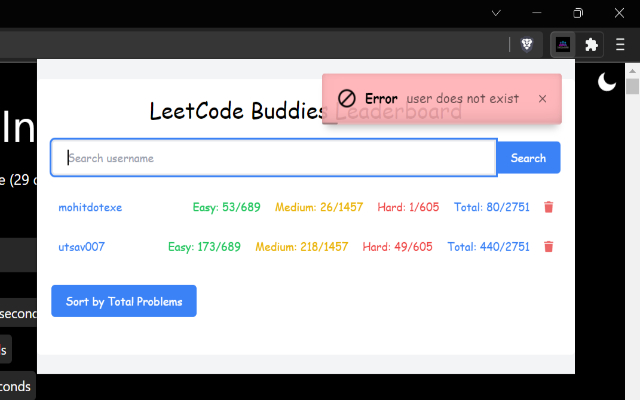 In
e (29
second
s
conds
Error user does not exist
LeetCode Buddies Leaderboard
Search username
Search
mohitdotexe Easy: 53/689 Medium: 26/1457 Hard: 1/605 Total: 80/2751
utsav007 Easy: 173/689 Medium: 218/1457 Hard: 49/605 Total: 440/2751
Sort by Total Problems